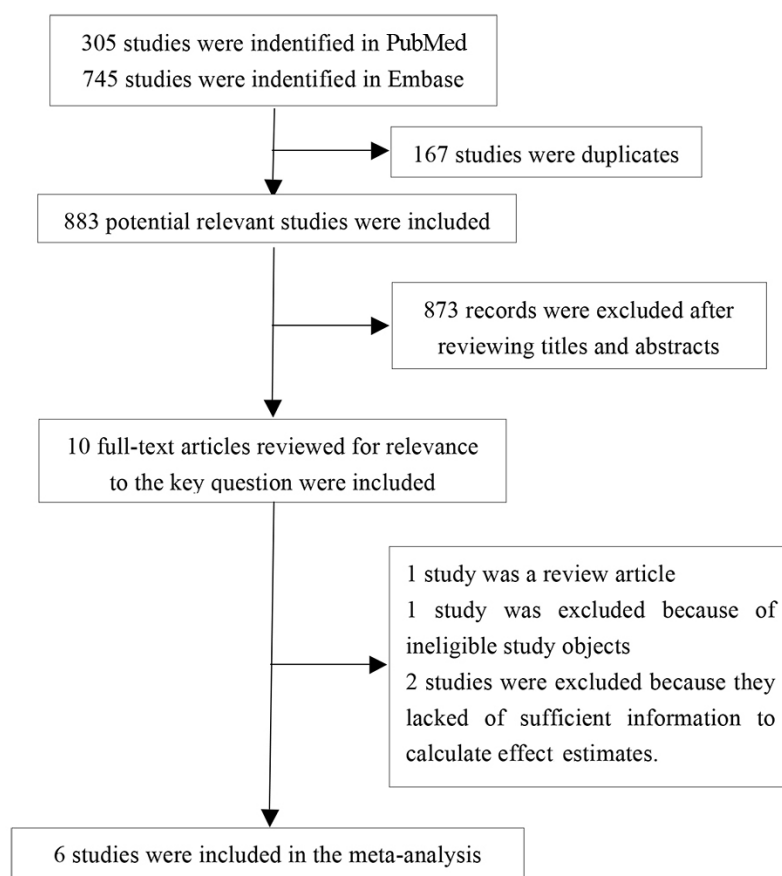 305 studies were indentified in PubMed
745 studies were indentified in Embase
167 studies were duplicates
883 potential relevant studies were included
873 records were excluded after
reviewing titles and abstracts
10 full-text articles reviewed for relevance
to the key question were included
1 study was a review article
1 study was excluded because of
ineligible study objects
2 studies were excluded because they
lacked of sufficient information to
calculate effect estimates.
6 studies were included in the meta-analysis